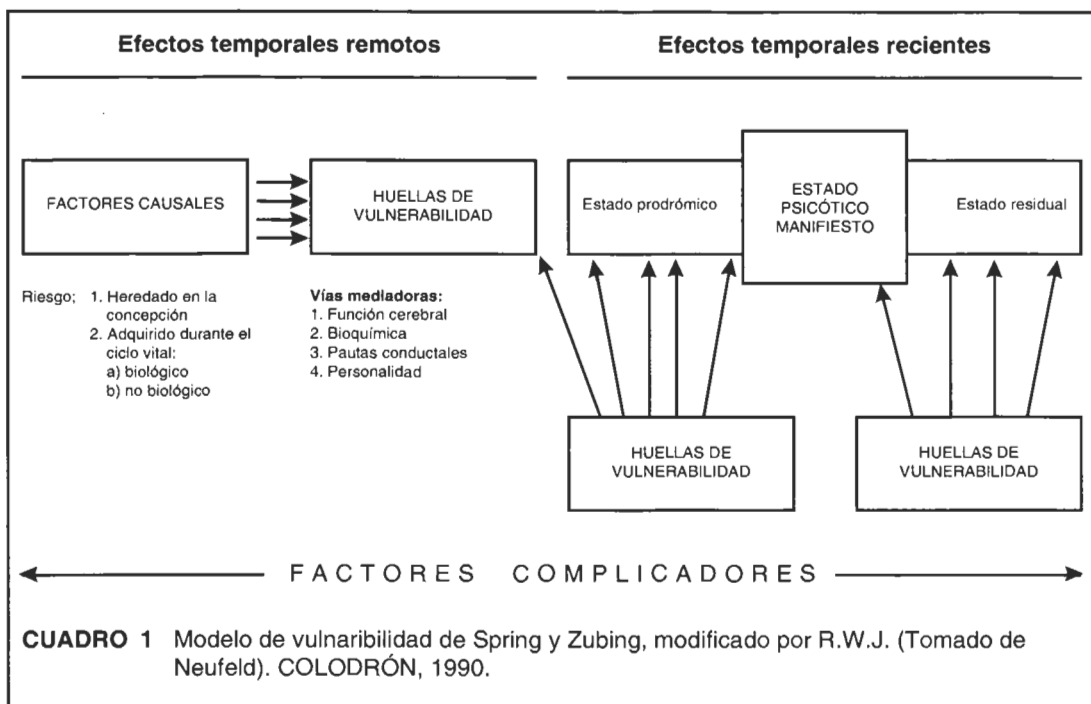 Efectos temporales remotos
Efectos temporales recientes
FACTORES CAUSALES
HUELLAS DE
VULNERABILIDAD
Estado prodrómico
ESTADO
PSICÓTICO
MANIFIESTO
Estado residual
Riesgo; 1. Heredado en la
concepción
2. Adquirido durante el
ciclo vital:
a) biológico
b) no biológico
Vías mediadoras:
1. Función cerebral
2. Bioquímica
3. Pautas conductales
4. Personalidad
HUELLAS DE
VULNERABILIDAD
HUELLAS DE
VULNERABILIDAD
FACTORES COMPLICADORES
CUADRO 1 Modelo de vulnaribilidad de Spring y Zubing, modificado por R.W.J. (Tomado de
Neufeld). COLODRÓN, 1990.